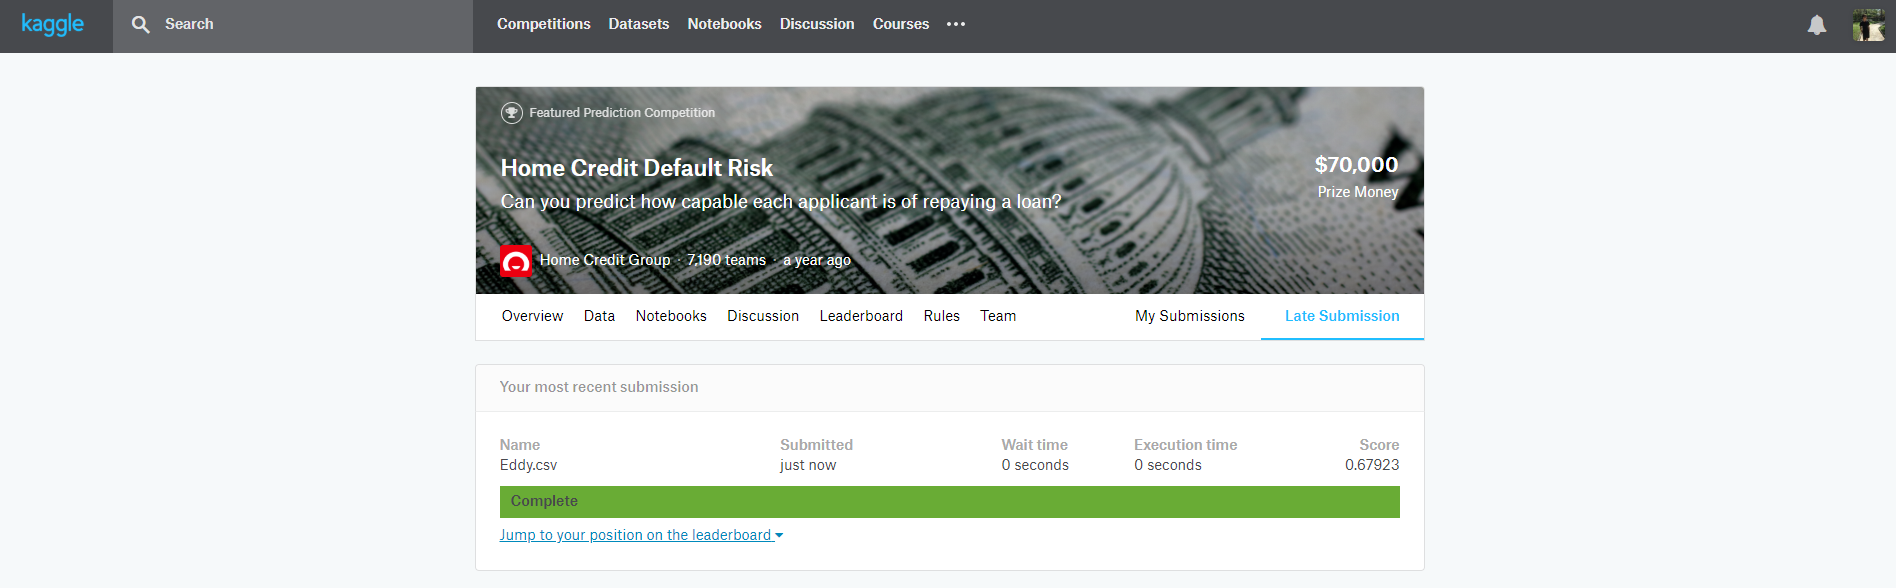 kaggle
Search
Competitions Datasets Notebooks Discussion Courses •••
Featured Prediction Competition
Home Credit Default Risk
Can you predict how capable each applicant is of repaying a loan?
$70,000
Prize Money
Home Credit Group · 7,190 teams · a year ago
Overview Data Notebooks Discussion Leaderboard Rules Team My Submissions Late Submission
Your most recent submission
Name Submitted Wait time Execution time Score
Eddy.csv just now 0 seconds 0 seconds 0.67923
Complete
Jump to your position on the leaderboard